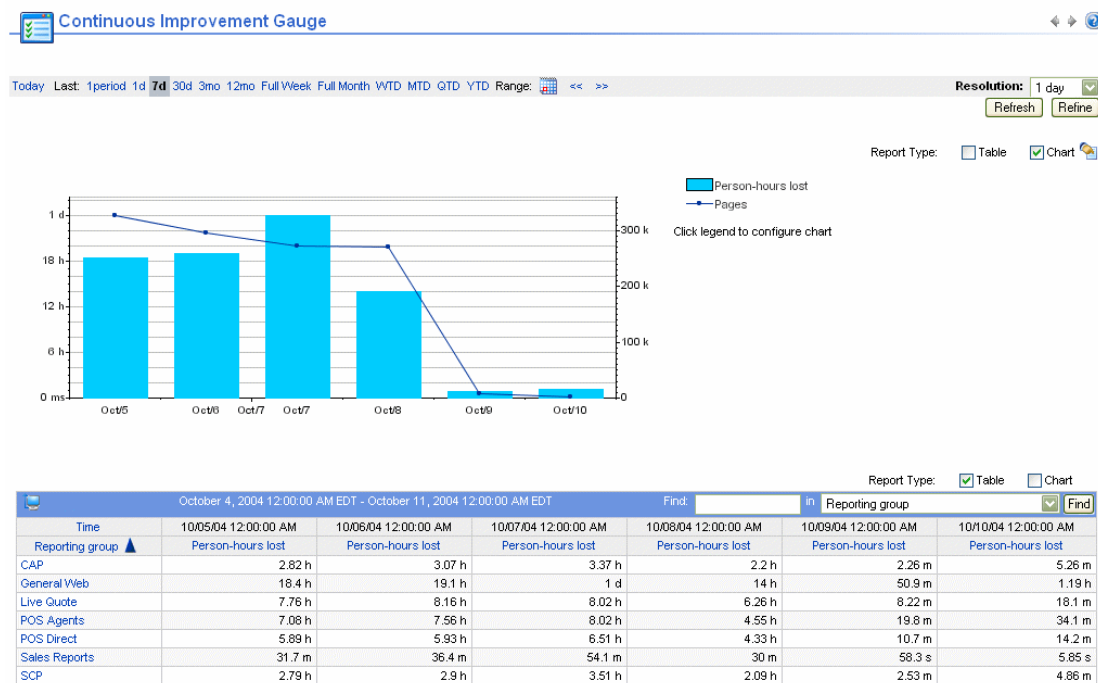 Continuous Improvement Gauge
Today Last: 1period 1d 7d 30d 3mo 12mo Full Week Full Month WTD MTD QTD YTD Range: << >> Resolution: 1 day
Refresh Refine
Report Type: Table Chart
Person-hours lost
Pages
Click legend to configure chart
1 d
18 h
12 h
6 h
0 ms
300 k
200 k
100 k
0
Oct/5 Oct/6 Oct/7 Oct/7 Oct/8 Oct/9 Oct/10
Report Type: Table Chart
October 4, 2004 12:00:00 AM EDT - October 11, 2004 12:00:00 AM EDT Find: in Reporting group Find
Time 10/05/04 12:00:00 AM 10/06/04 12:00:00 AM 10/07/04 12:00:00 AM 10/08/04 12:00:00 AM 10/09/04 12:00:00 AM 10/10/04 12:00:00 AM
Reporting group Person-hours lost Person-hours lost Person-hours lost Person-hours lost Person-hours lost Person-hours lost
CAP 2.82 h 3.07 h 3.37 h 2.2 h 2.26 m 5.26 m
General Web 18.4 h 19.1 h 1 d 14 h 50.9 m 1.19 h
Live Quote 7.76 h 8.16 h 8.02 h 6.26 h 8.22 m 18.1 m
POS Agents 7.08 h 7.56 h 8.02 h 4.55 h 19.8 m 34.1 m
POS Direct 5.89 h 5.93 h 6.51 h 4.33 h 10.7 m 14.2 m
Sales Reports 31.7 m 36.4 m 54.1 m 30 m 58.3 s 5.85 s
SCP 2.79 h 2.9 h 3.51 h 2.09 h 2.53 m 4.86 m